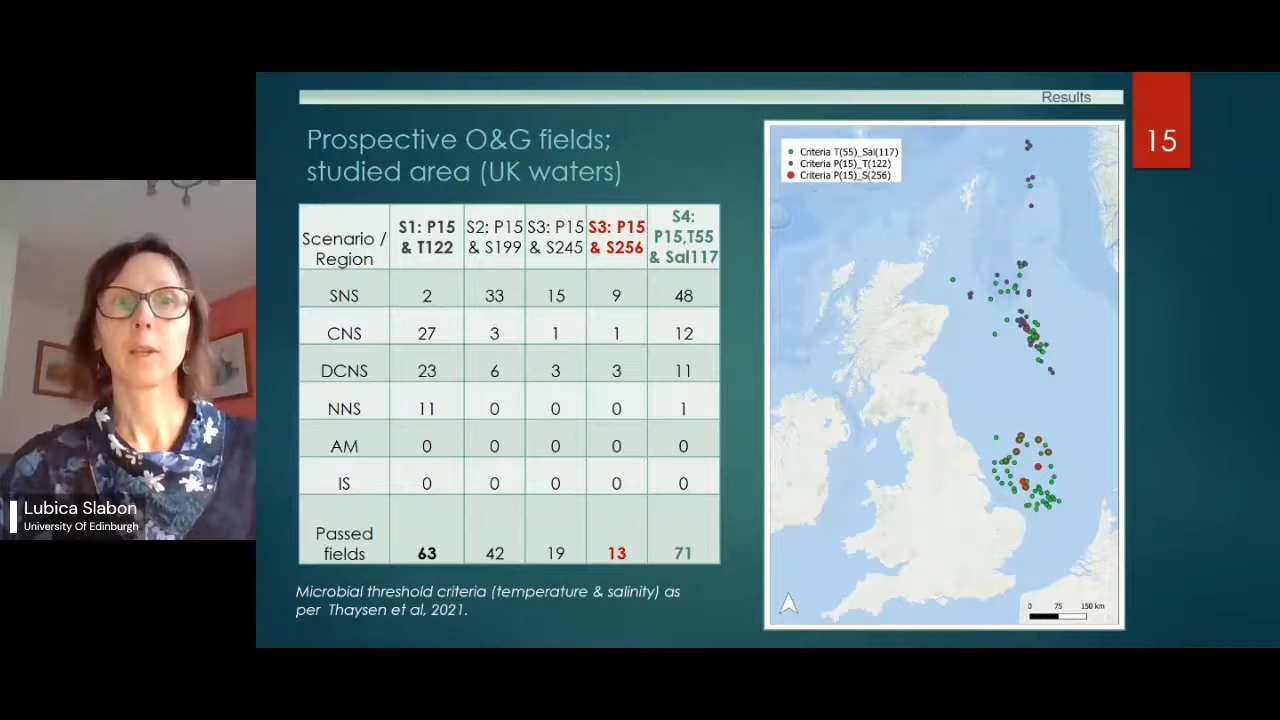 Results
15
Prospective O&G fields;
studied area (UK waters)
Scenario / Region S1: P15 & T122 S2: P15 & S199 S3: P15 & S245 S3: P15 & S256 S4: P15,T55 & Sal117
SNS 2 33 15 9 48
CNS 27 3 1 1 12
DCNS 23 6 3 3 11
NNS 11 0 0 0 1
AM 0 0 0 0 0
IS 0 0 0 0 0
Passed fields 63 42 19 13 71
Microbial threshold criteria (temperature & salinity) as
per Thaysen et al, 2021.
Criteria T(55)_Sal(117)
Criteria P(15)_T(122)
Criteria P(15)_S(256)
0 75 150 km
Lubica Slabon
University Of Edinburgh